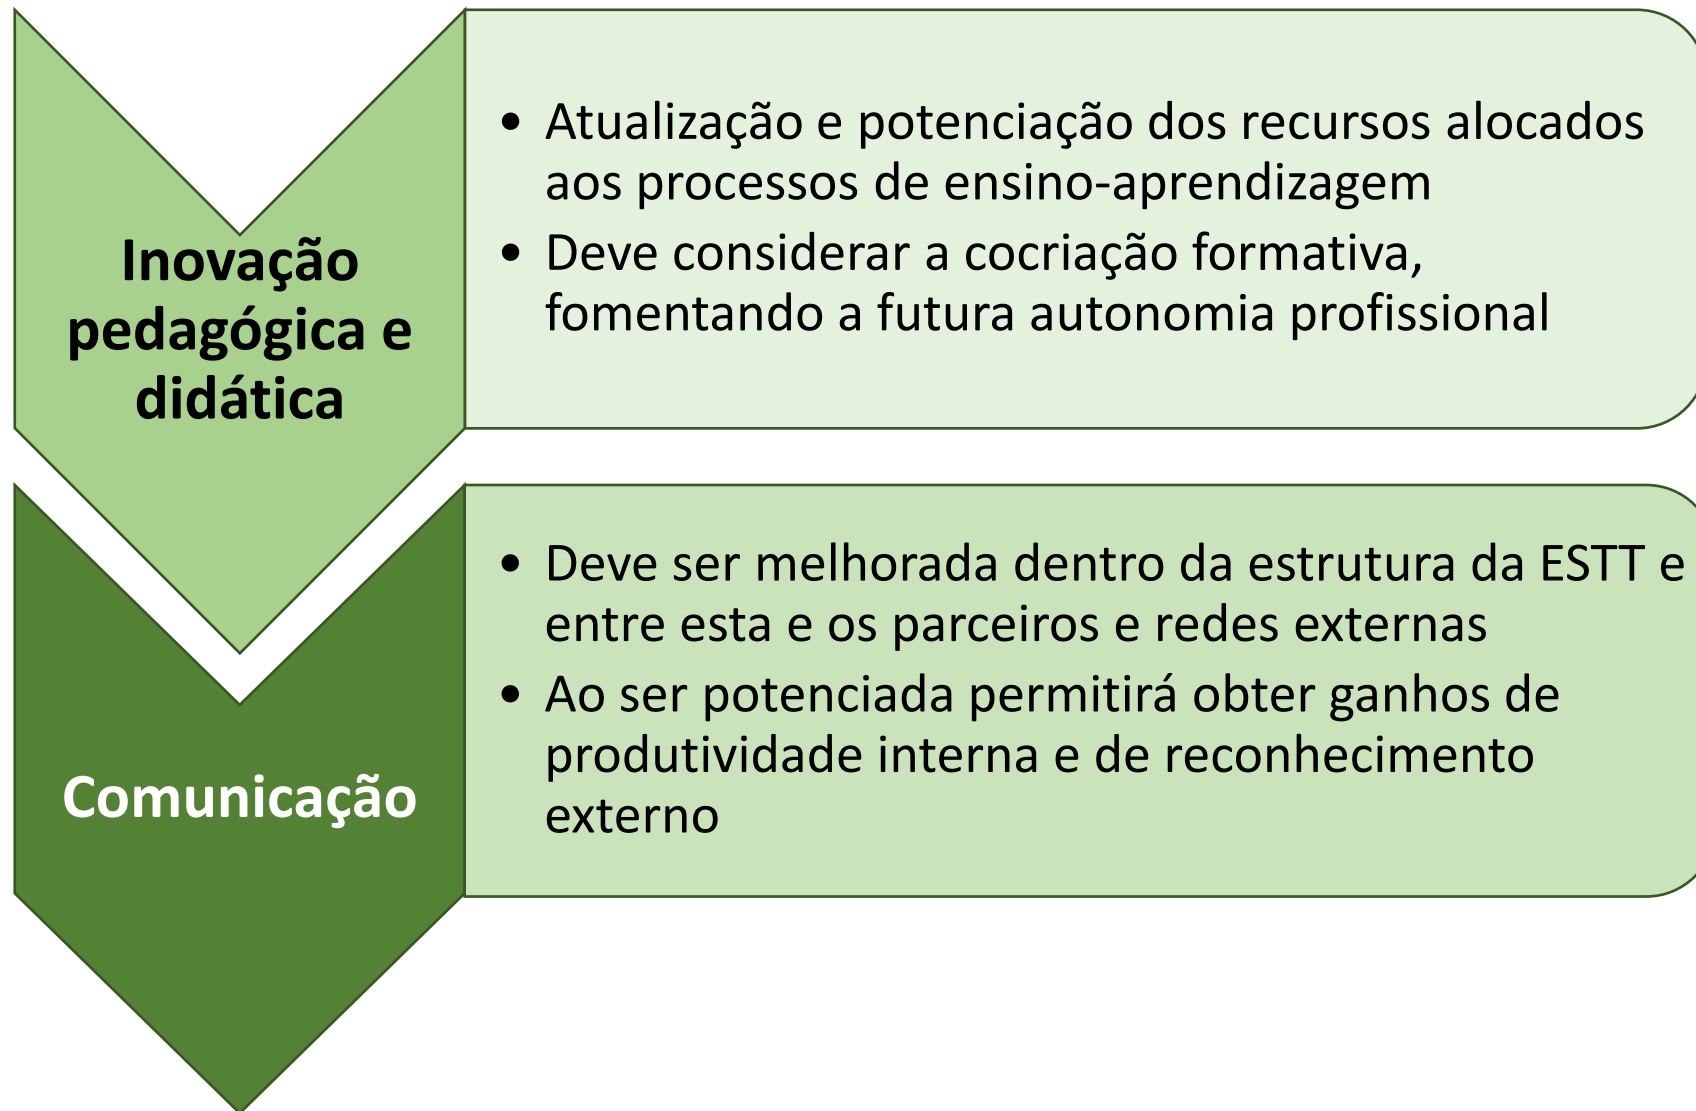 Inovação
pedagógica e
didática
• Atualização e potenciação dos recursos alocados
aos processos de ensino-aprendizagem
• Deve considerar a cocriação formativa,
fomentando a futura autonomia profissional
Comunicação
• Deve ser melhorada dentro da estrutura da ESTT e
entre esta e os parceiros e redes externas
• Ao ser potenciada permitirá obter ganhos de
produtividade interna e de reconhecimento
externo